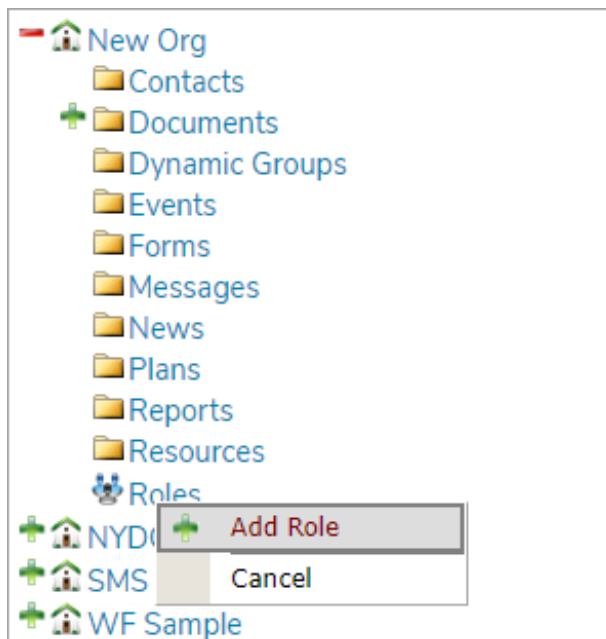 New Org
Contacts
Documents
Dynamic Groups
Events
Forms
Messages
News
Plans
Reports
Resources
Roles
Add Role
SMS
Cancel
WF Sample